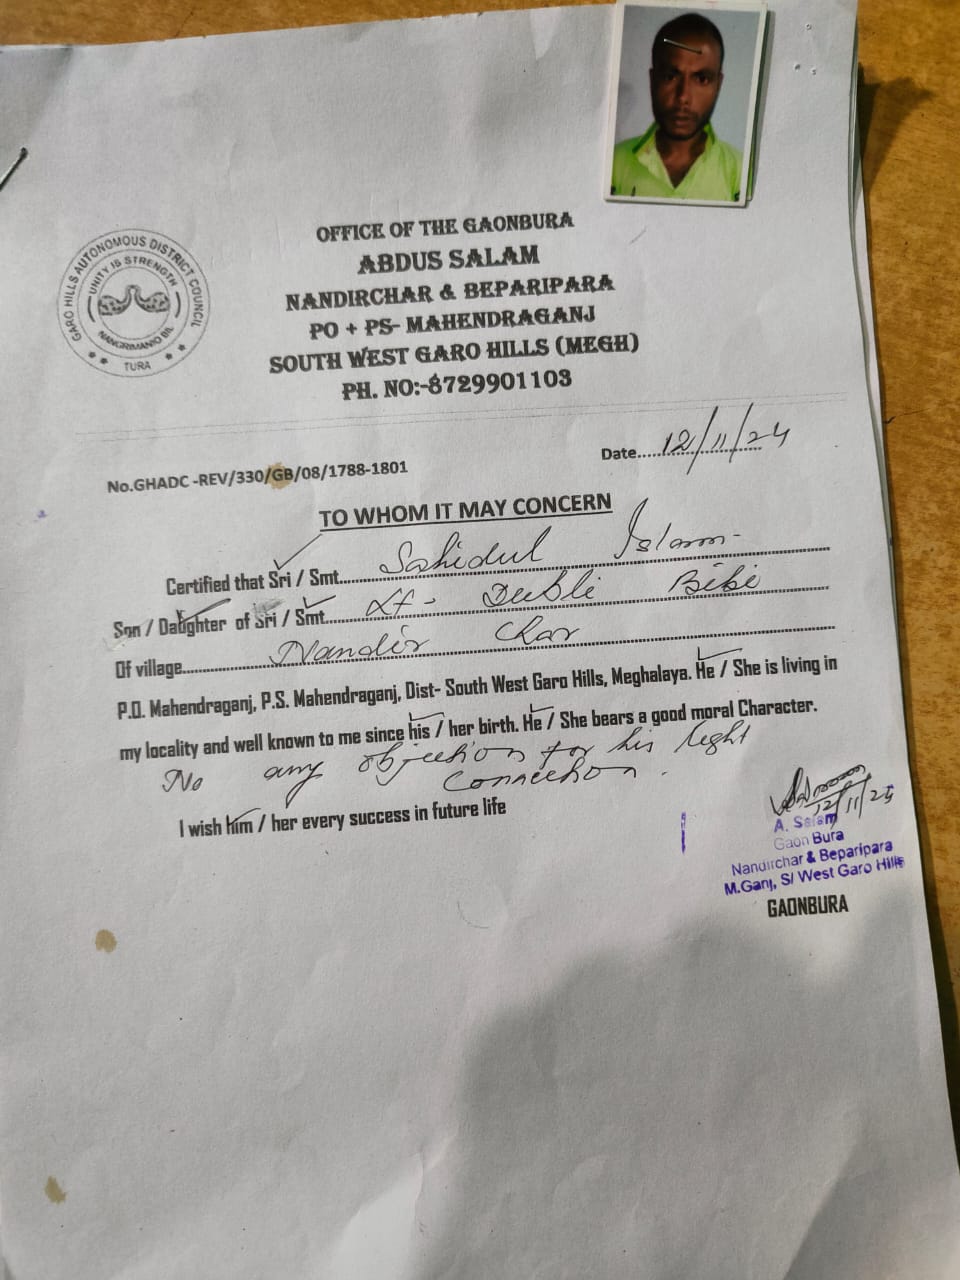 OFFICE OF THE GAONBURA
ABDUS SALAM
NANDIRCHAR & BEPARIPARA
PO + PS- MAHENDRAGANJ
SOUTH WEST GARO HILLS (MEGH)
PH. NO:-8729901103
GARO HILLS AUTONOMOUS DISTRICT COUNCIL
UNITY IS STRENGTH
TURA
Date.....12/11/24
No.GHADC -REV/330/GB/08/1788-1801
TO WHOM IT MAY CONCERN
Certified that Sri / Smt....Sahidul Islam-
Son / Daughter of Sri / Smt....Lt- Dubli Bibi
Of village....Nandir Char
P.O. Mahendraganj, P.S. Mahendraganj, Dist- South West Garo Hills, Meghalaya. He / She is living in
my locality and well known to me since his / her birth. He / She bears a good moral Character.
No any objection for his light
connection.
I wish him / her every success in future life
12/11/24
A. Salam
Gaon Bura
Nandirchar & Beparipara
M.Ganj, S/ West Garo Hills
GAONBURA